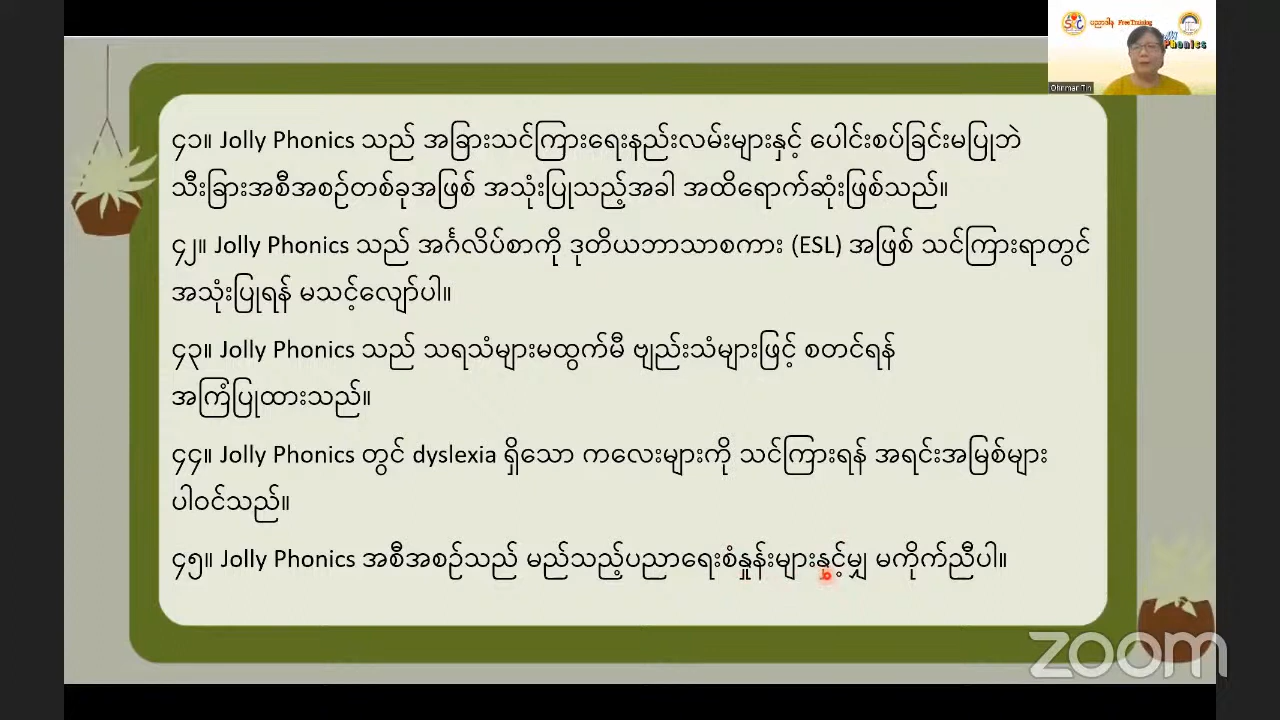 ပညာဒါန Free Training
Phonics
Ohnmar Tin
၄၁။ Jolly Phonics သည် အခြားသင်ကြားရေးနည်းလမ်းများနှင့် ပေါင်းစပ်ခြင်းမပြုဘဲ
သီးခြားအစီအစဉ်တစ်ခုအဖြစ် အသုံးပြုသည့်အခါ အထိရောက်ဆုံးဖြစ်သည်။
၄၂။ Jolly Phonics သည် အင်္ဂလိပ်စာကို ဒုတိယဘာသာစကား (ESL) အဖြစ် သင်ကြားရာတွင်
အသုံးပြုရန် မသင့်လျော်ပါ။
၄၃။ Jolly Phonics သည် သရသံများမထွက်မီ ဗျည်းသံများဖြင့် စတင်ရန်
အကြံပြုထားသည်။
၄၄။ Jolly Phonics တွင် dyslexia ရှိသော ကလေးများကို သင်ကြားရန် အရင်းအမြစ်များ
ပါဝင်သည်။
၄၅။ Jolly Phonics အစီအစဉ်သည် မည်သည့်ပညာရေးစံနှုန်းများနှင့်မျှ မကိုက်ညီပါ။
zoom